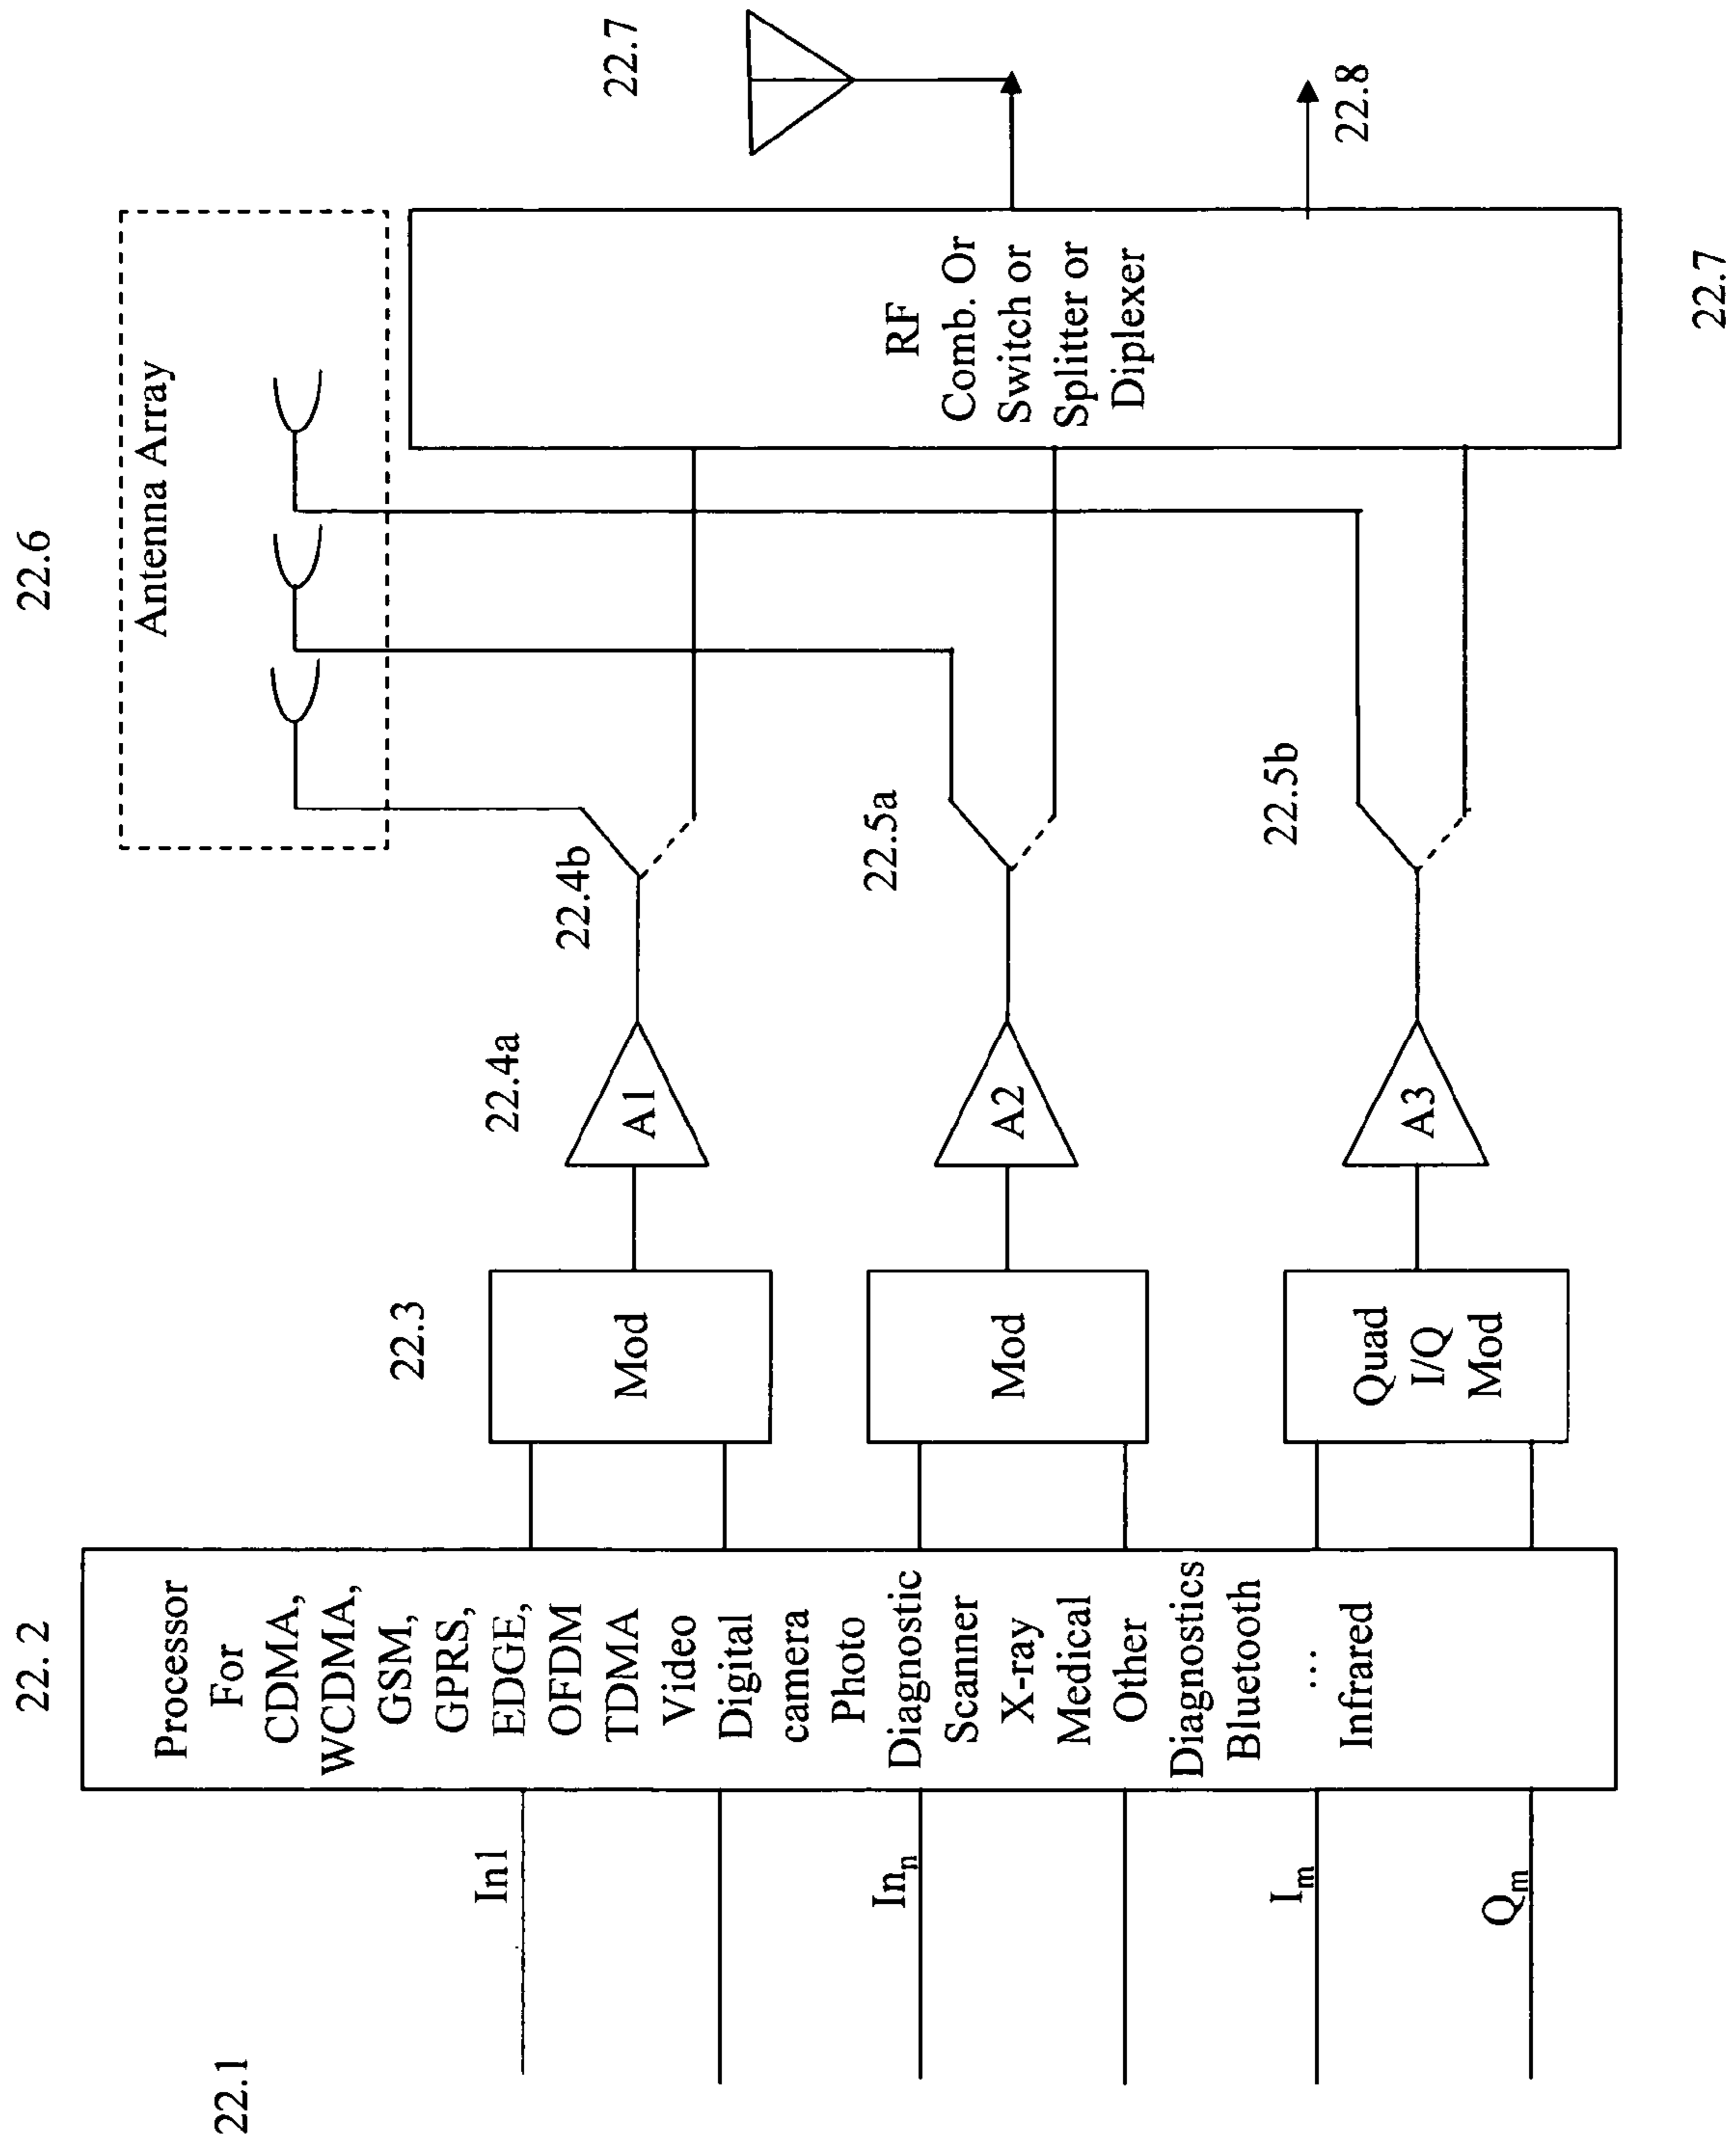 22.1
In1
In_n
I_m
Q_m
22. 2
Processor
For
CDMA,
WCDMA,
GSM,
GPRS,
EDGE,
OFDM
TDMA
Video
Digital
camera
Photo
Diagnostic
Scanner
X-ray
Medical
Other
Diagnostics
Bluetooth
...
Infrared
22.3
Mod
Mod
Quad
I/Q
Mod
22.4a
A1
A2
A3
22.4b
22.5a
22.5b
22.6
Antenna Array
RF
Comb. Or
Switch or
Splitter or
Diplexer
22.7
22.7
22.8